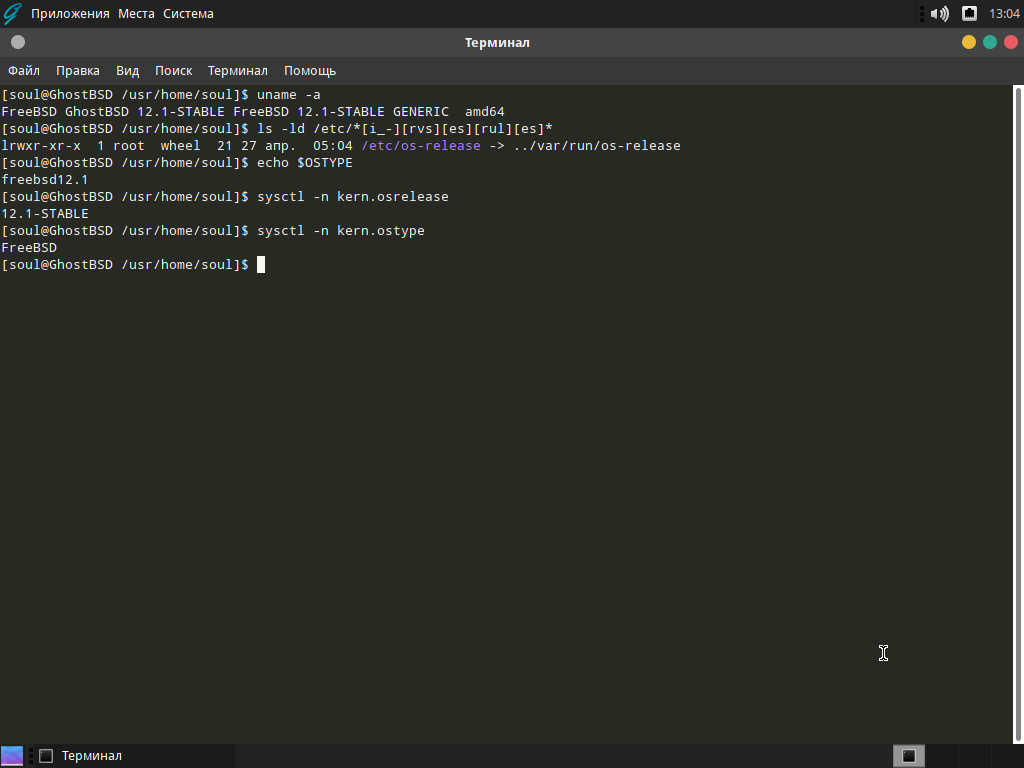 Приложения Места Система 13:04
Терминал
Файл Правка Вид Поиск Терминал Помощь
[soul@GhostBSD /usr/home/soul]$ uname -a
FreeBSD GhostBSD 12.1-STABLE FreeBSD 12.1-STABLE GENERIC  amd64
[soul@GhostBSD /usr/home/soul]$ ls -ld /etc/*[i_-][rvs][es][rul][es]*
lrwxr-xr-x  1 root  wheel  21 27 апр.  05:04 /etc/os-release -> ../var/run/os-release
[soul@GhostBSD /usr/home/soul]$ echo $OSTYPE
freebsd12.1
[soul@GhostBSD /usr/home/soul]$ sysctl -n kern.osrelease
12.1-STABLE
[soul@GhostBSD /usr/home/soul]$ sysctl -n kern.ostype
FreeBSD
[soul@GhostBSD /usr/home/soul]$
Терминал